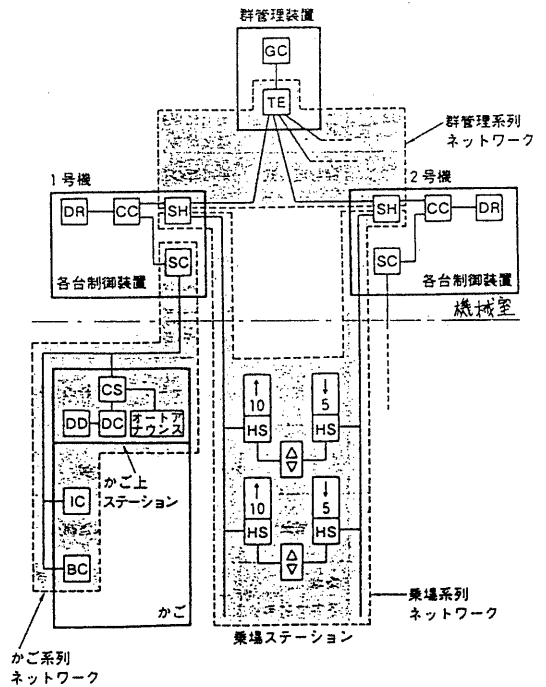 群管理装置
GC
TE
群管理系列
ネットワーク
1号機
2号機
DR
CC
SH
SH
CC
DR
SC
SC
各台制御装置
各台制御装置
機械室
CS
DD
DC
オートア
ナウンス
かご上
ステーション
IC
BC
かご
↑
10
HS
↓
5
HS
△
▽
↑
10
HS
↓
5
HS
△
▽
乗場ステーション
乗場系列
ネットワーク
かご系列
ネットワーク